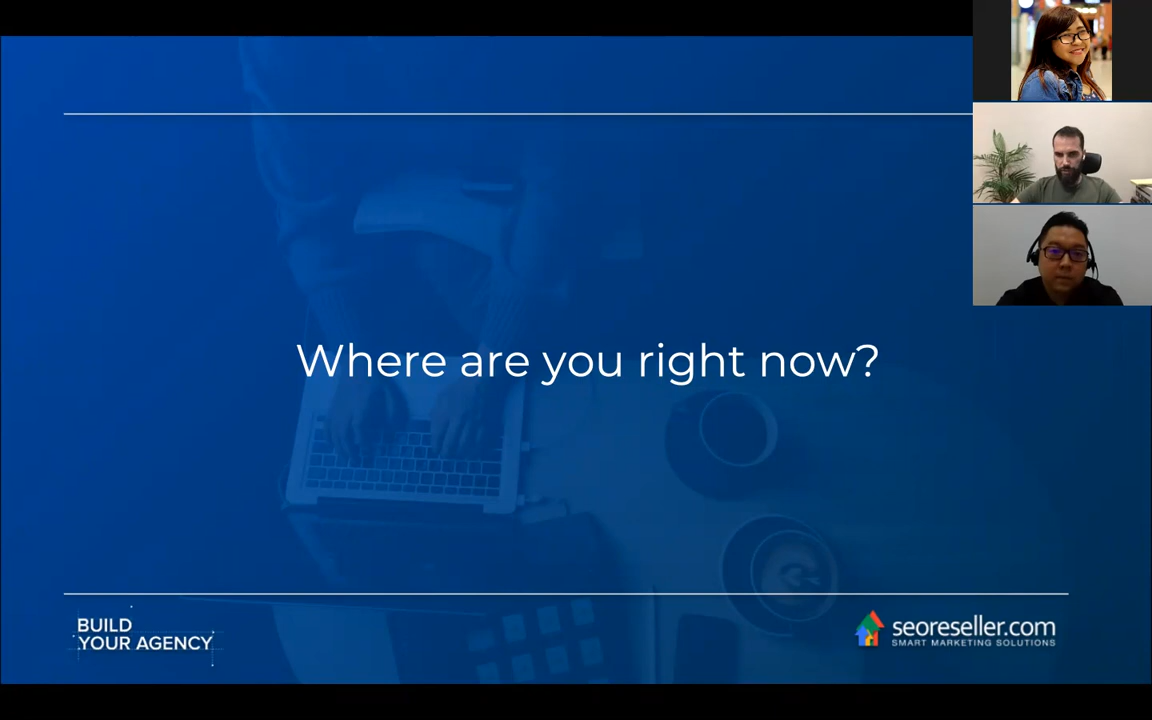 Where are you right now?
BUILD
YOUR AGENCY
seoreseller.com
SMART MARKETING SOLUTIONS